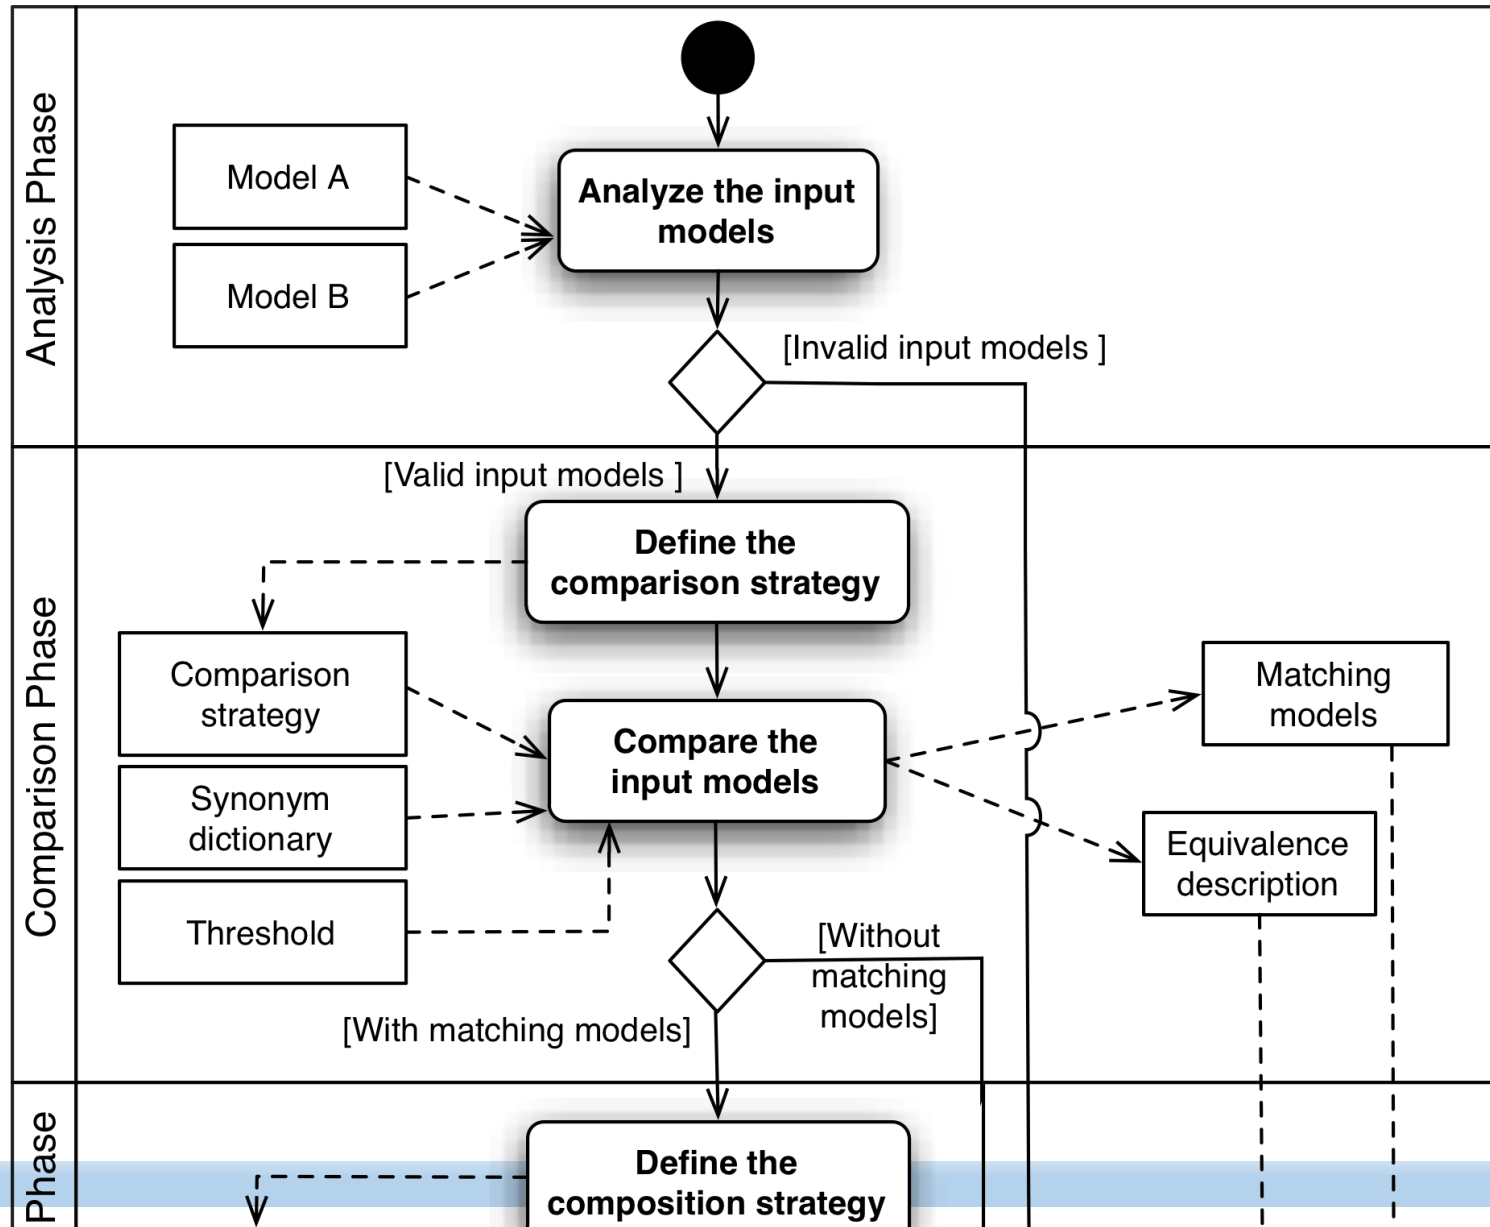 Analysis Phase
Model A
Model B
Analyze the input
models
[Invalid input models ]
Comparison Phase
[Valid input models ]
Define the
comparison strategy
Comparison
strategy
Synonym
dictionary
Threshold
Compare the
input models
Matching
models
Equivalence
description
[Without
matching
models]
[With matching models]
Phase
Define the
composition strategy